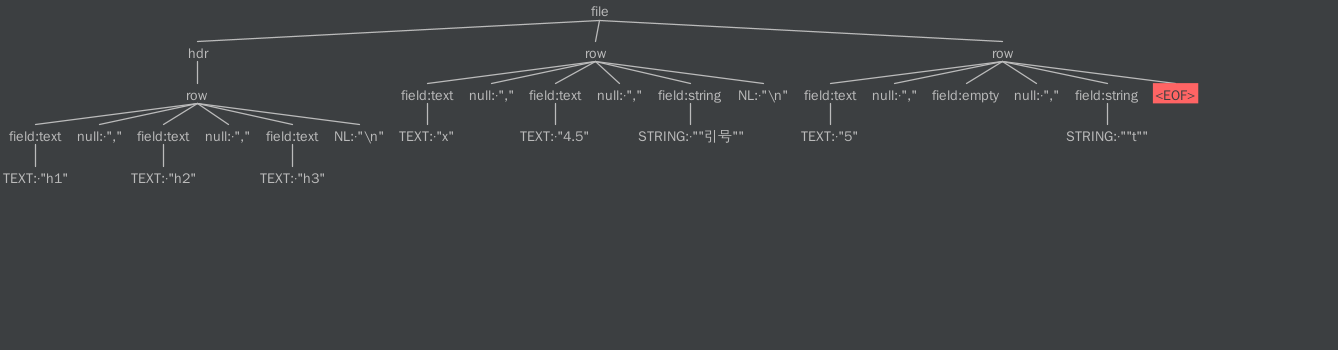 file
hdr row row
row field:text null:·"," field:text null:·"," field:string NL:·"\n" field:text null:·"," field:empty null:·"," field:string <EOF>
field:text null:·"," field:text null:·"," field:text NL:·"\n" TEXT:·"x" TEXT:·"4.5" STRING:·""引号"" TEXT:·"5" STRING:·""t""
TEXT:·"h1" TEXT:·"h2" TEXT:·"h3"